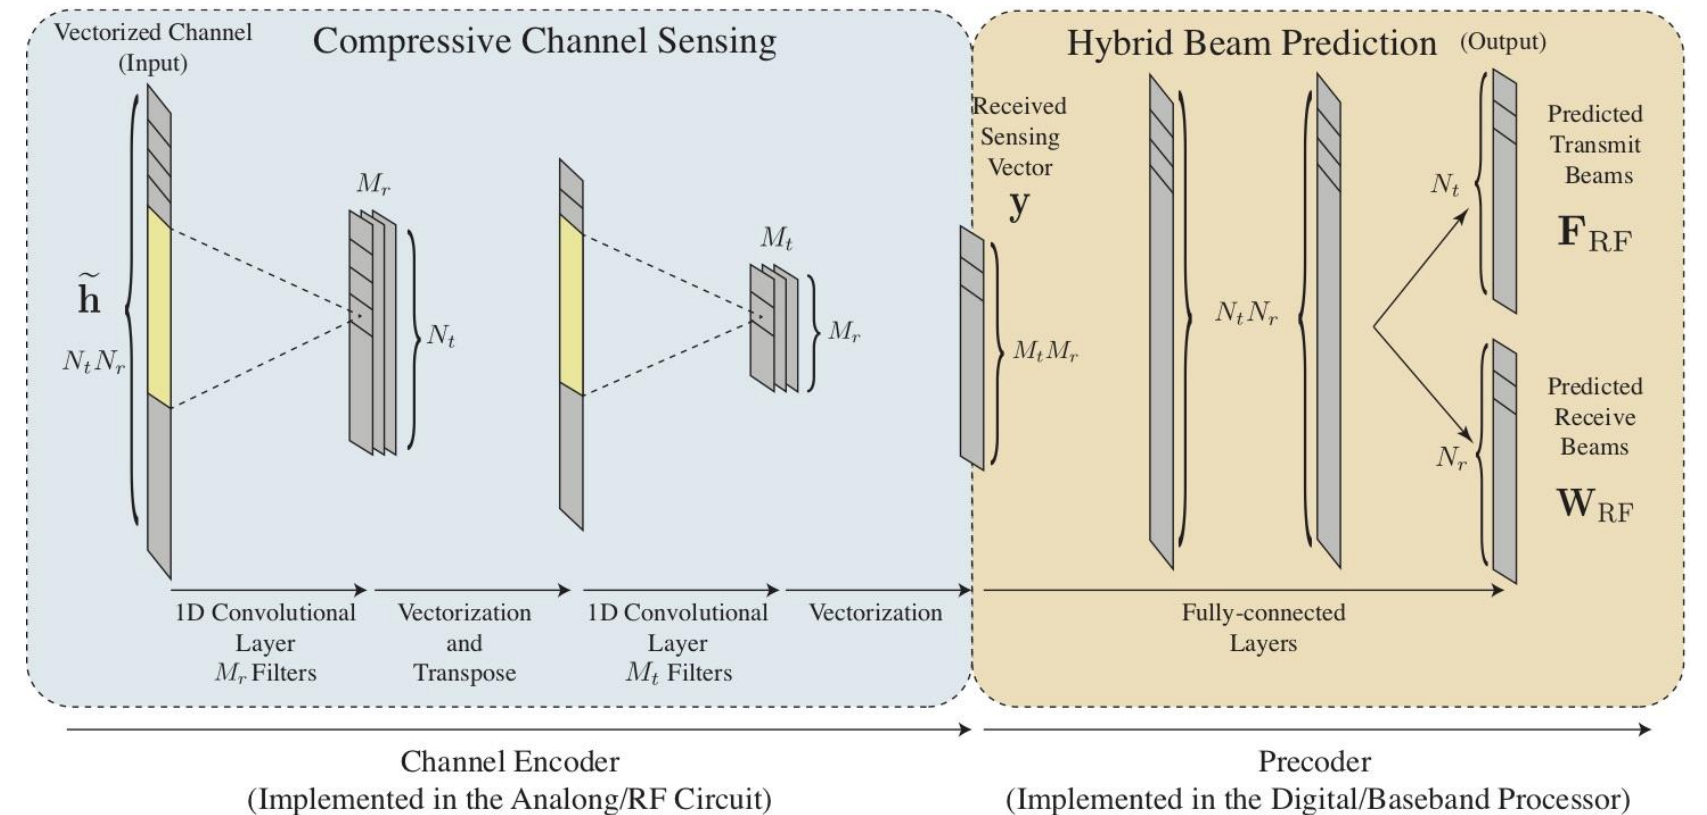 Vectorized Channel
(Input)
Compressive Channel Sensing
Hybrid Beam Prediction
(Output)
M_r
N_t
M_t
M_r
h̃
N_tN_r
Received
Sensing
Vector
y
M_tM_r
N_tN_r
N_t
Predicted
Transmit
Beams
F_RF
N_r
Predicted
Receive
Beams
W_RF
1D Convolutional
Layer
M_r Filters
Vectorization
and
Transpose
1D Convolutional
Layer
M_t Filters
Vectorization
Fully-connected
Layers
Channel Encoder
(Implemented in the Analong/RF Circuit)
Precoder
(Implemented in the Digital/Baseband Processor)